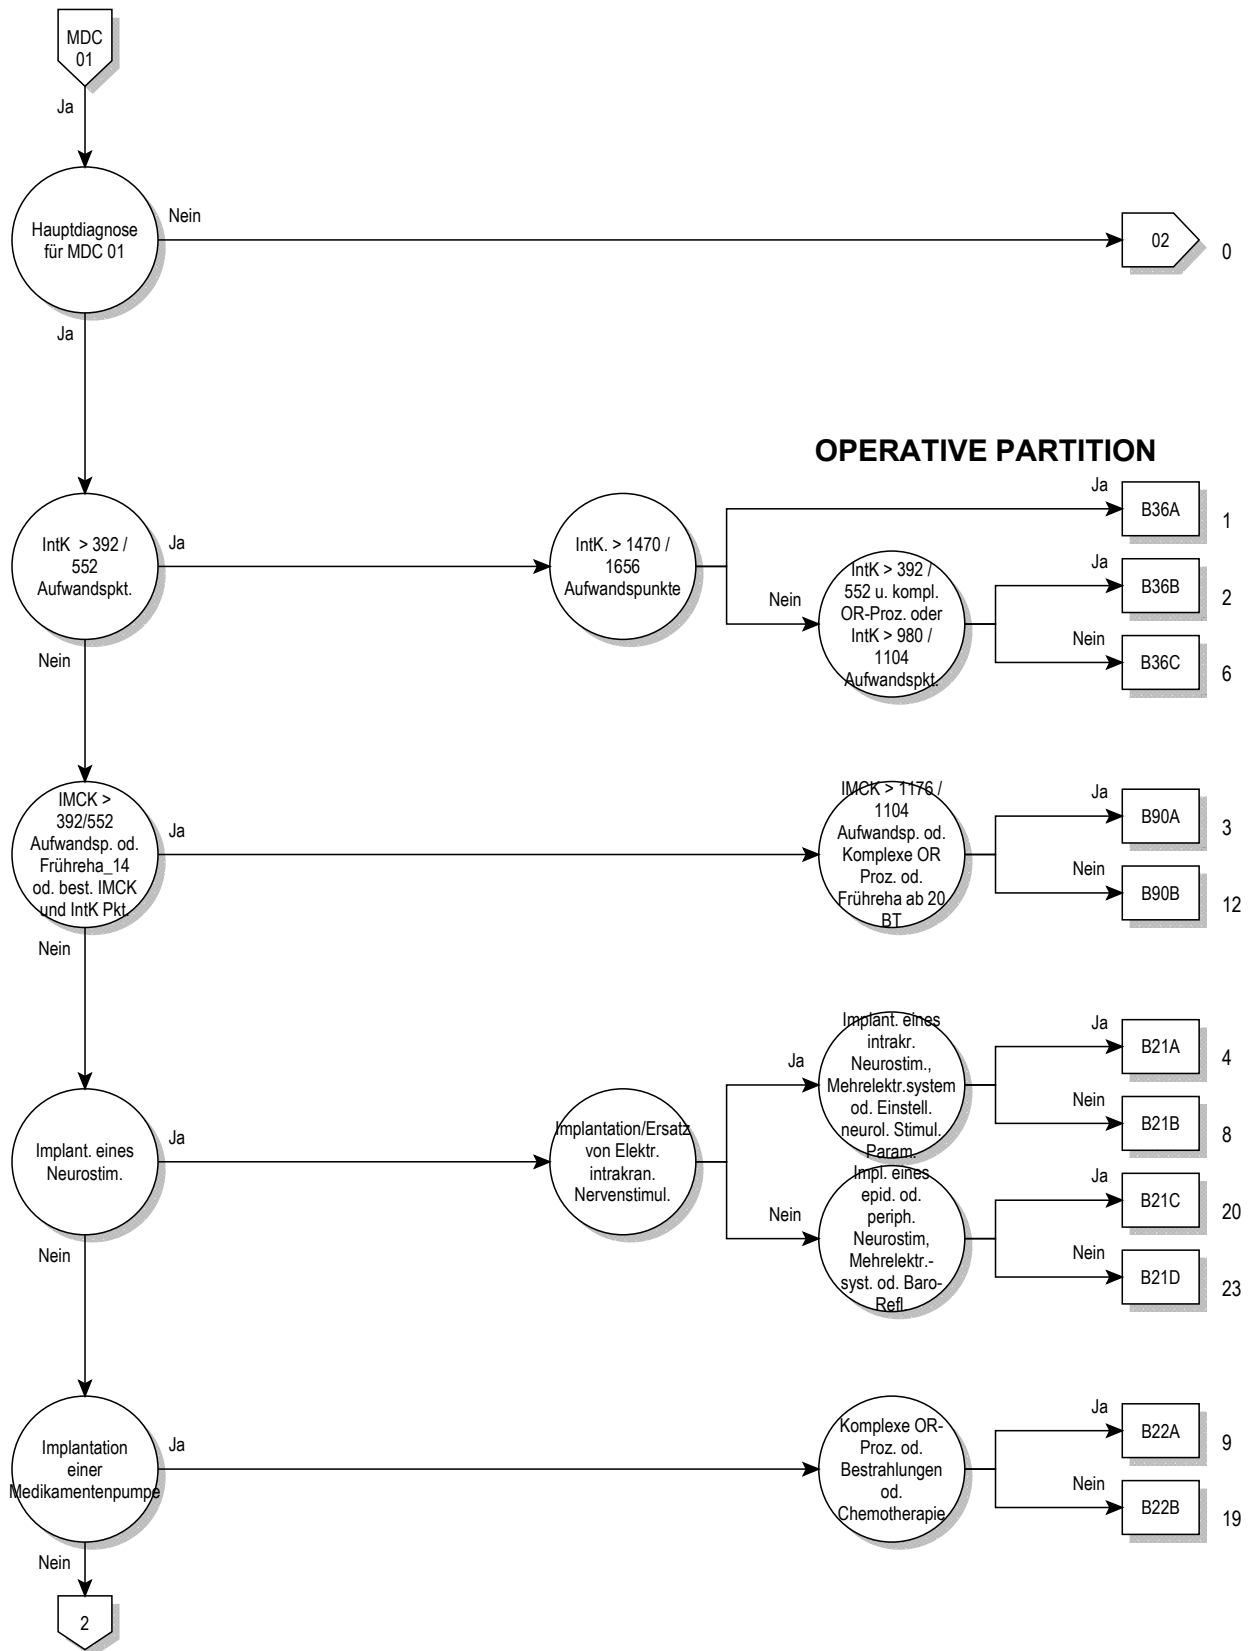 MDC
01
Ja
Hauptdiagnose
für MDC 01
Nein
02
0
Ja
OPERATIVE PARTITION
IntK > 392 /
552
Aufwandspkt.
Ja
IntK. > 1470 /
1656
Aufwandspunkte
Ja
B36A
1
Nein
IntK > 392 /
552 u. kompl.
OR-Proz. oder
IntK > 980 /
1104
Aufwandspkt.
Ja
B36B
2
Nein
B36C
6
Nein
IMCK >
392/552
Aufwandsp. od.
Frühreha_14
od. best. IMCK
und IntK Pkt.
Ja
IMCK > 1176 /
1104
Aufwandsp. od.
Komplexe OR
Proz. od.
Frühreha ab 20
BT
Ja
B90A
3
Nein
B90B
12
Nein
Implant. eines
Neurostim.
Ja
Implantation/Ersatz
von Elektr.
intrakran.
Nervenstimul.
Ja
Implant. eines
intrakr.
Neurostim.,
Mehrelektr.system
od. Einstell.
neurol. Stimul.
Param.
Ja
B21A
4
Nein
B21B
8
Nein
Impl. eines
epid. od.
periph.
Neurostim,
Mehrelektr.-
syst. od. Baro-
Refl
Ja
B21C
20
Nein
B21D
23
Nein
Implantation
einer
Medikamentenpumpe
Ja
Komplexe OR-
Proz. od.
Bestrahlungen
od.
Chemotherapie
Ja
B22A
9
Nein
B22B
19
Nein
2